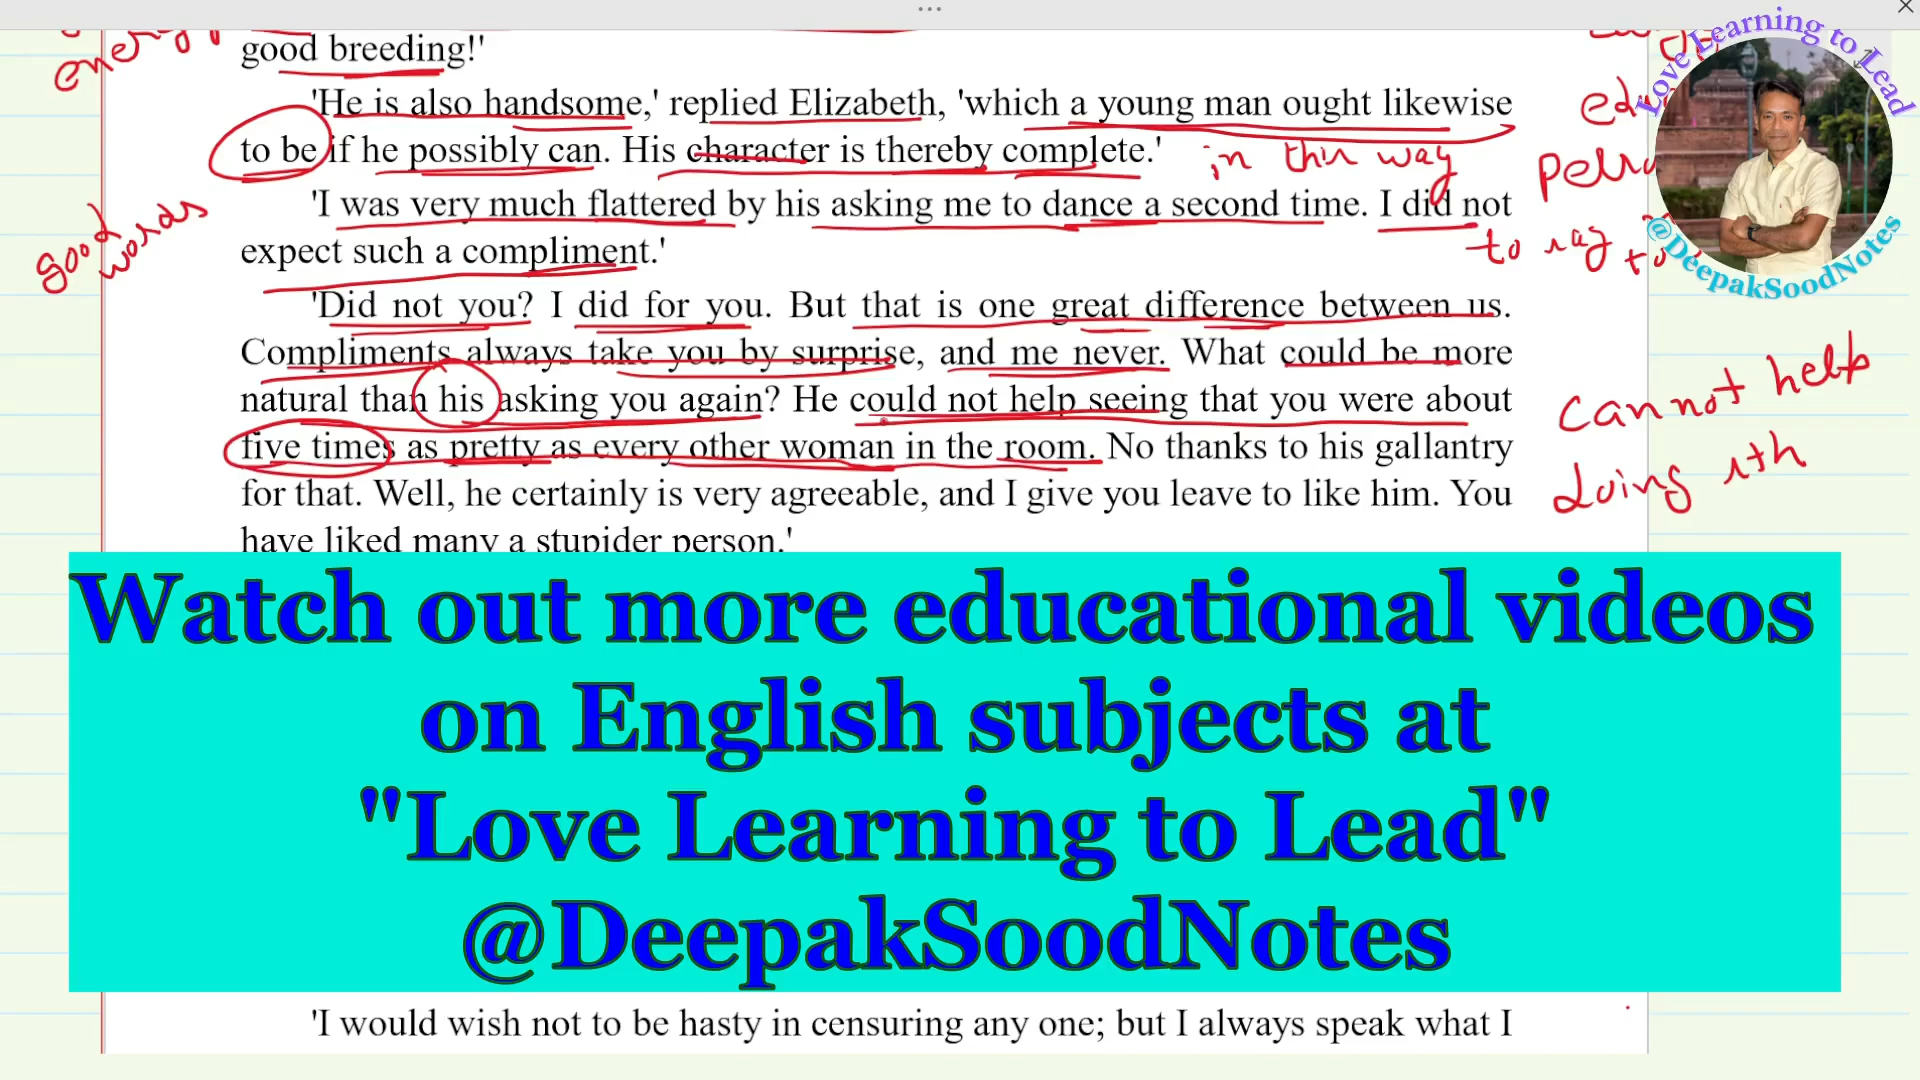 good breeding!'
'He is also handsome,' replied Elizabeth, 'which a young man ought likewise
to be if he possibly can. His character is thereby complete.'
in this way
'I was very much flattered by his asking me to dance a second time. I did not
expect such a compliment.'
good words
to say to
'Did not you? I did for you. But that is one great difference between us.
Compliments always take you by surprise, and me never. What could be more
natural than his asking you again? He could not help seeing that you were about
five times as pretty as every other woman in the room. No thanks to his gallantry
for that. Well, he certainly is very agreeable, and I give you leave to like him. You
have liked many a stupider person.'
cannot help
doing sth
energy
Love Learning to Lead
@DeepakSoodNotes
Watch out more educational videos
on English subjects at
"Love Learning to Lead"
@DeepakSoodNotes
'I would wish not to be hasty in censuring any one; but I always speak what I